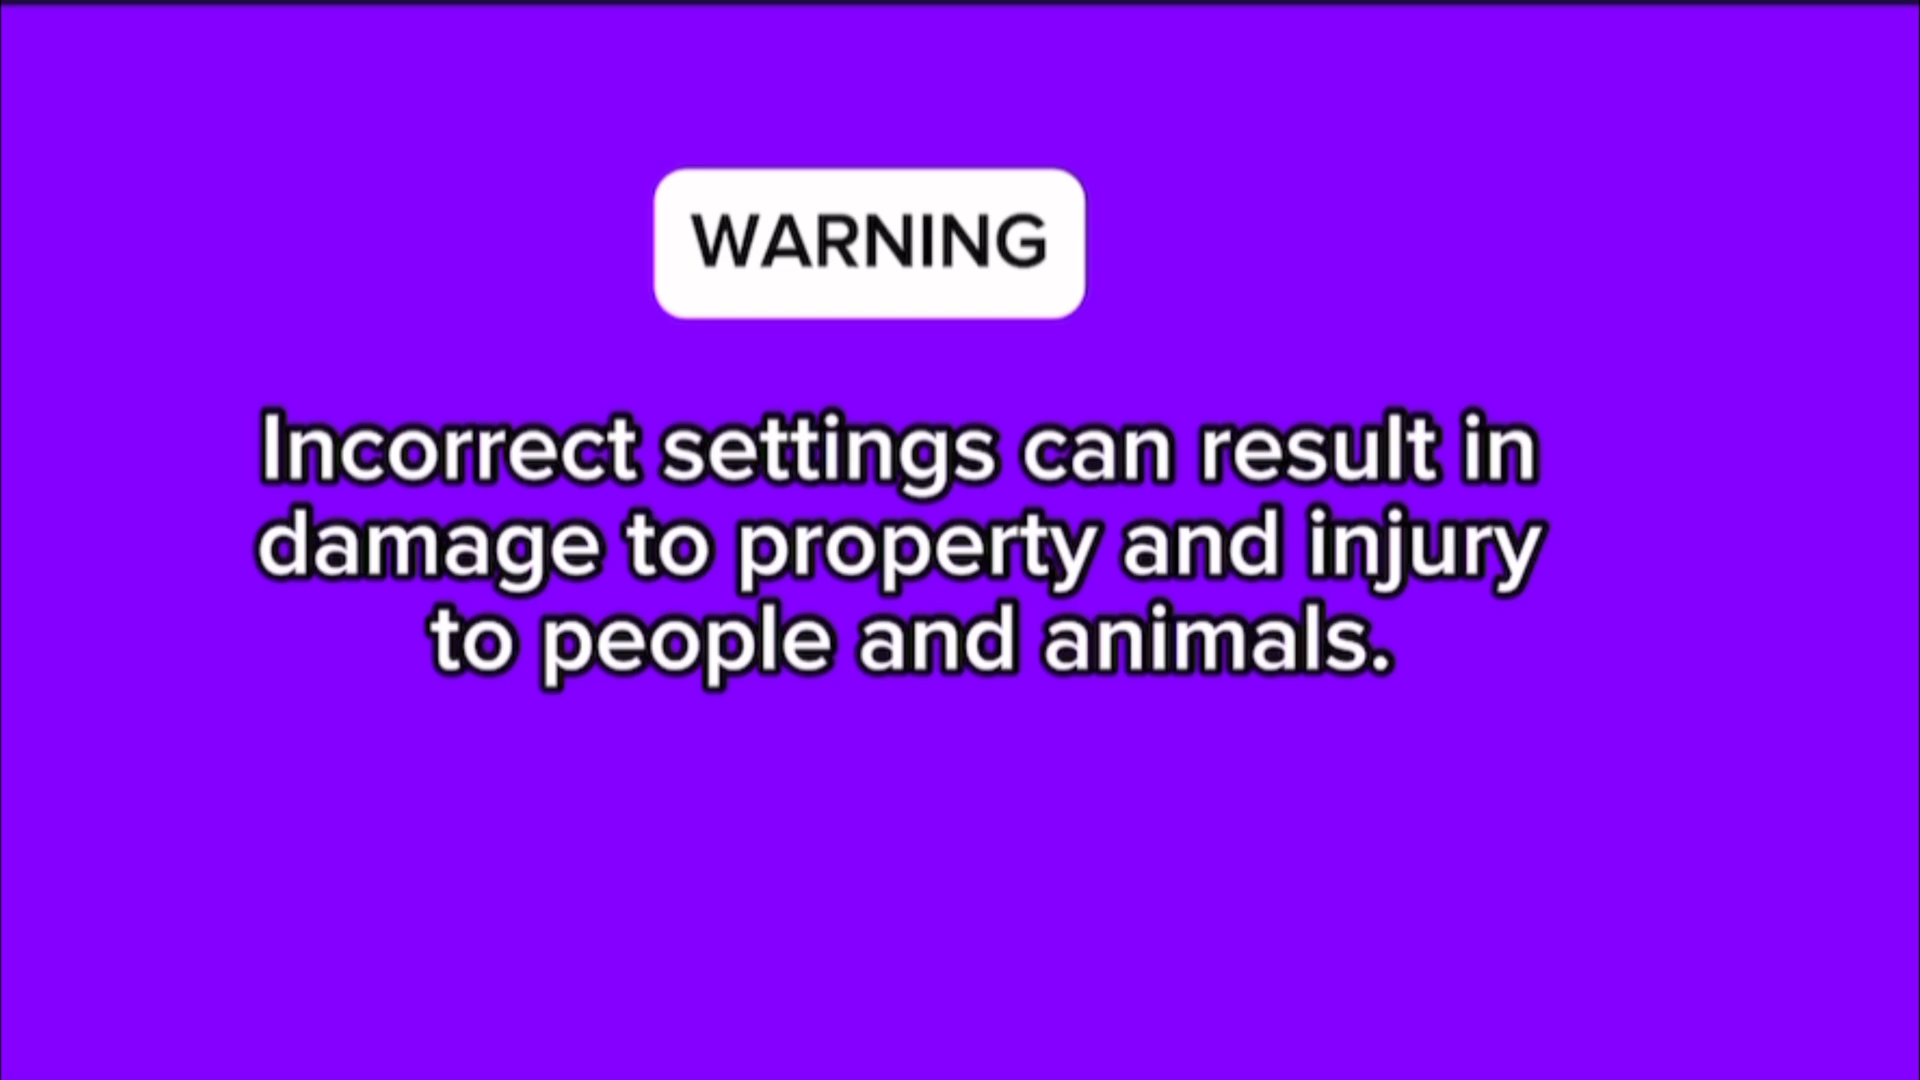 WARNING
Incorrect settings can result in
damage to property and injury
to people and animals.